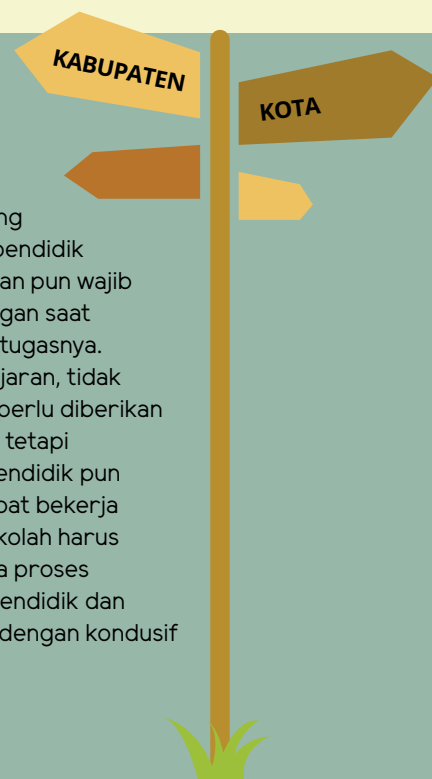 KABUPATEN
KOTA
ng
pendidik
an pun wajib
gan saat
tugasnya.
jaran, tidak
perlu diberikan
tetapi
endidik pun
pat bekerja
kolah harus
a proses
endidik dan
dengan kondusif